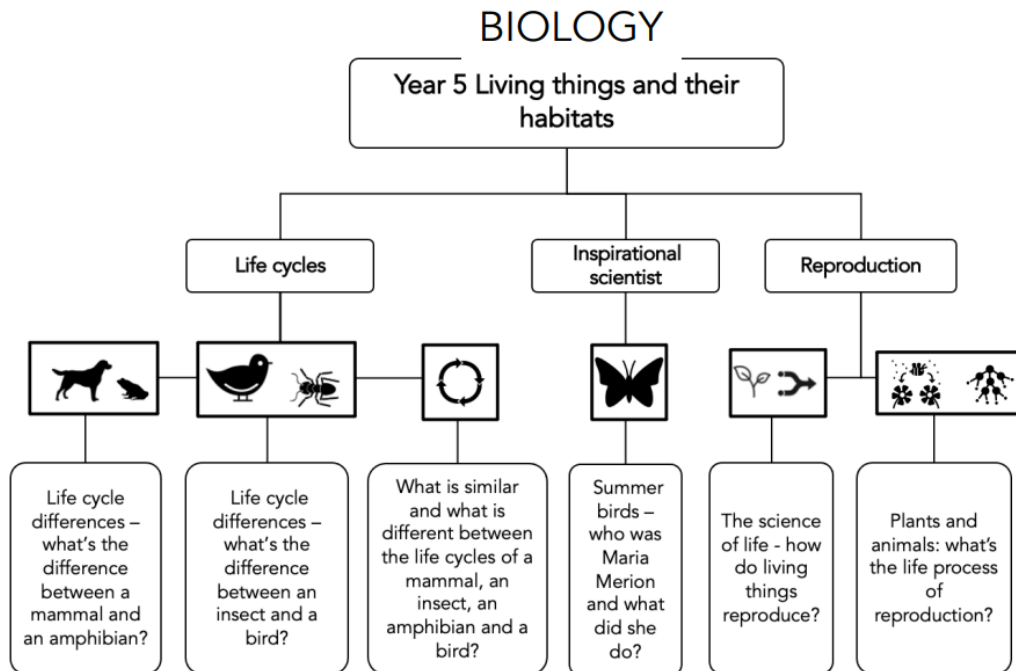 BIOLOGY
Year 5 Living things and their
habitats
Life cycles
Inspirational
scientist
Reproduction
Life cycle
differences –
what's the
difference
between a
mammal and
an amphibian?
Life cycle
differences –
what's the
difference
between an
insect and a
bird?
What is similar
and what is
different between
the life cycles of a
mammal, an
insect, an
amphibian and a
bird?
Summer
birds –
who was
Maria
Merion
and what
did she
do?
The science
of life - how
do living
things
reproduce?
Plants and
animals: what's
the life process
of
reproduction?